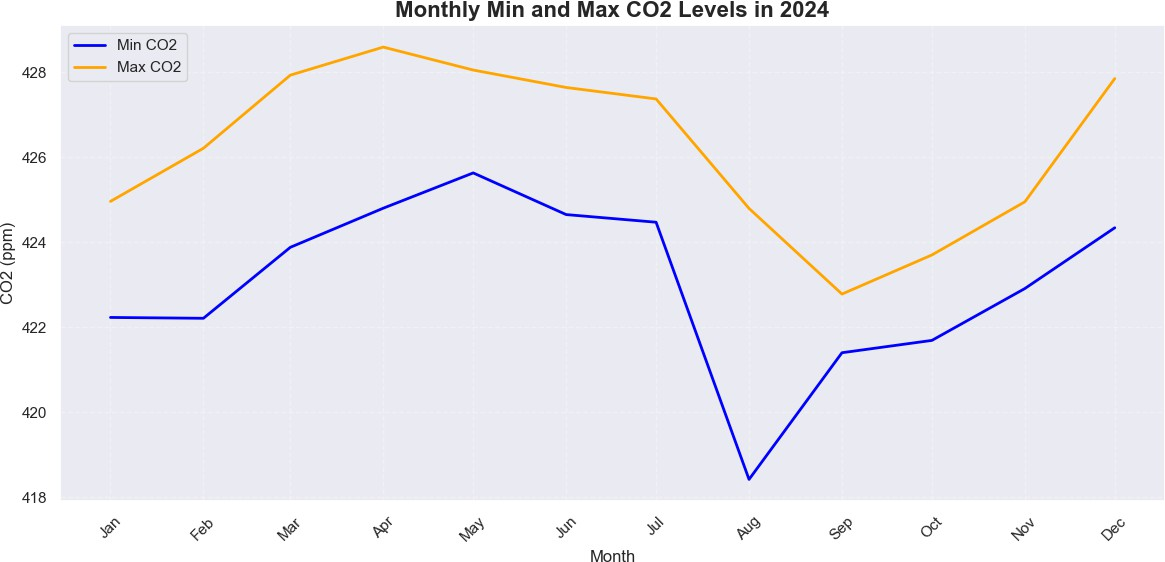 Monthly Min and Max CO2 Levels in 2024
Min CO2
Max CO2
CO2 (ppm)
428
426
424
422
420
418
Jan
Feb
Mar
Apr
May
Jun
Jul
Aug
Sep
Oct
Nov
Dec
Month